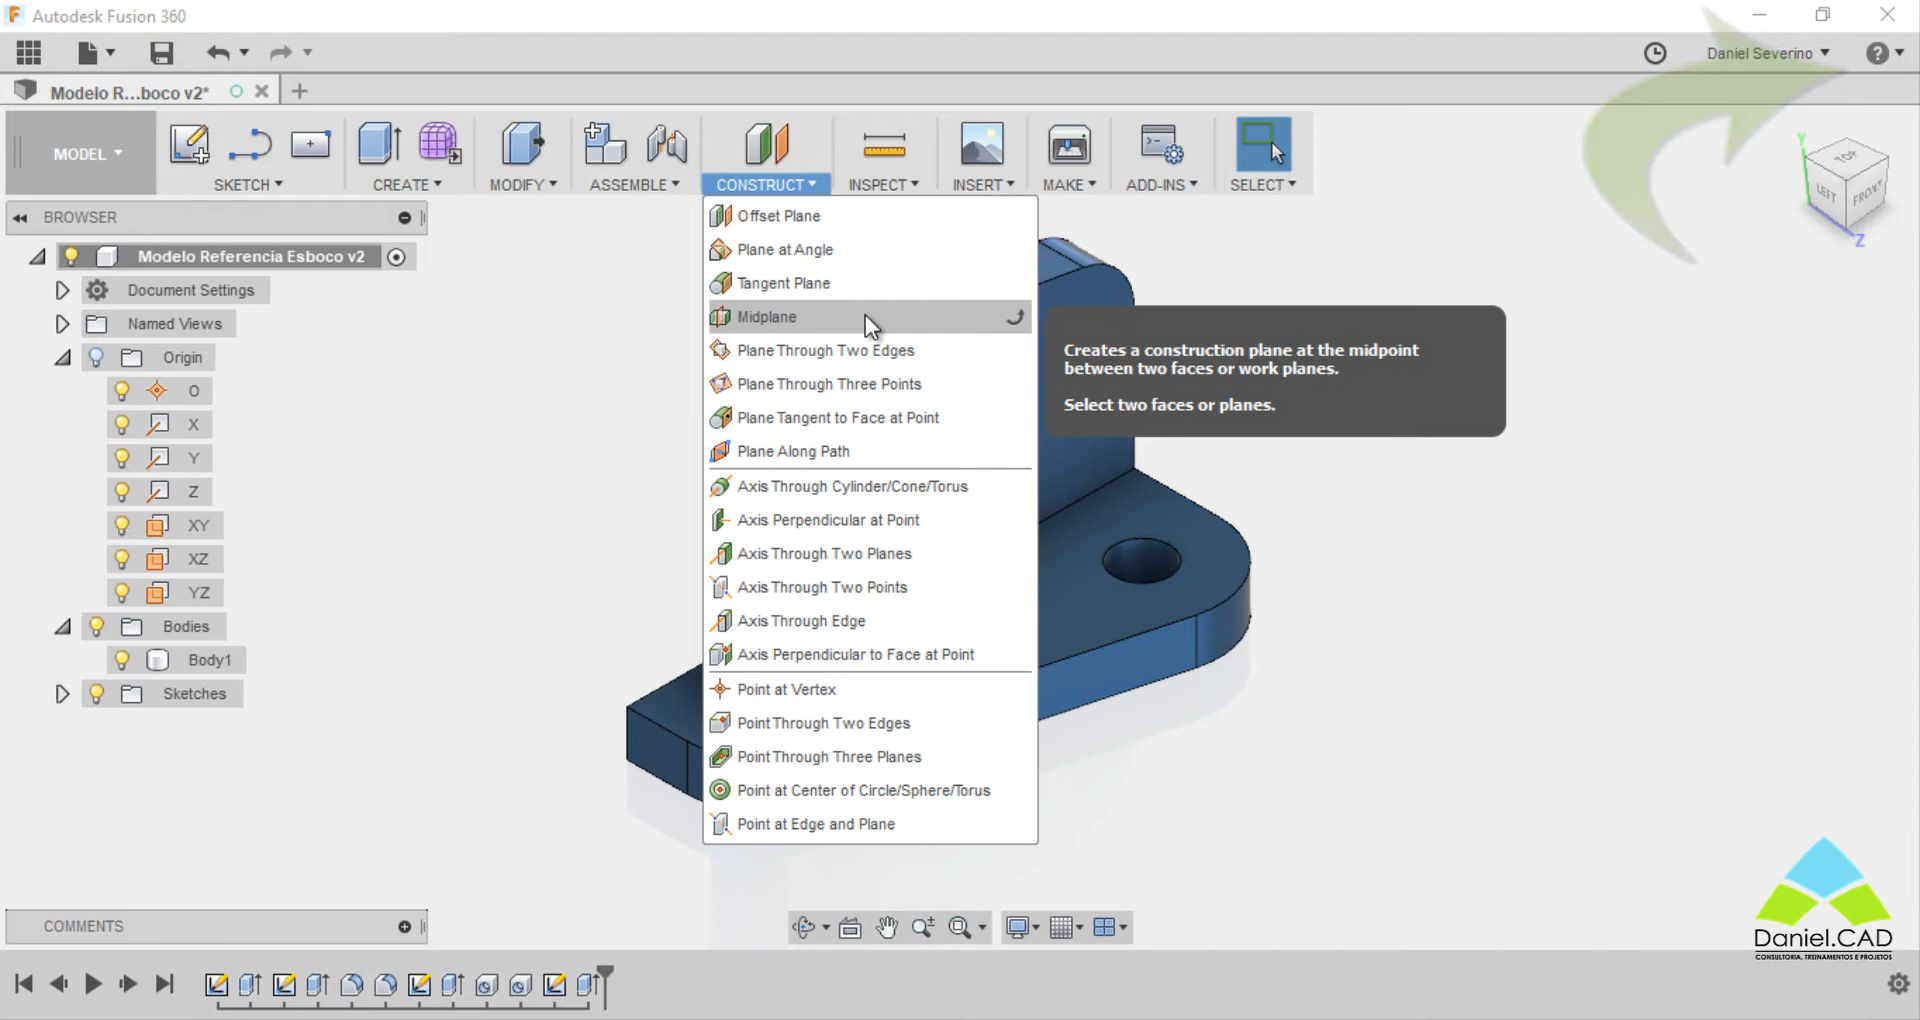 Autodesk Fusion 360
Daniel Severino
Modelo R...boco v2*
MODEL
SKETCH
CREATE
MODIFY
ASSEMBLE
CONSTRUCT
INSPECT
INSERT
MAKE
ADD-INS
SELECT
TOP
LEFT
FRONT
Y
Z
BROWSER
Modelo Referencia Esboco v2
Document Settings
Named Views
Origin
O
X
Y
Z
XY
XZ
YZ
Bodies
Body1
Sketches
Offset Plane
Plane at Angle
Tangent Plane
Midplane
Plane Through Two Edges
Plane Through Three Points
Plane Tangent to Face at Point
Plane Along Path
Axis Through Cylinder/Cone/Torus
Axis Perpendicular at Point
Axis Through Two Planes
Axis Through Two Points
Axis Through Edge
Axis Perpendicular to Face at Point
Point at Vertex
Point Through Two Edges
Point Through Three Planes
Point at Center of Circle/Sphere/Torus
Point at Edge and Plane
Creates a construction plane at the midpoint
between two faces or work planes.
Select two faces or planes.
COMMENTS
Daniel.CAD
CONSULTORIA, TREINAMENTOS E PROJETOS